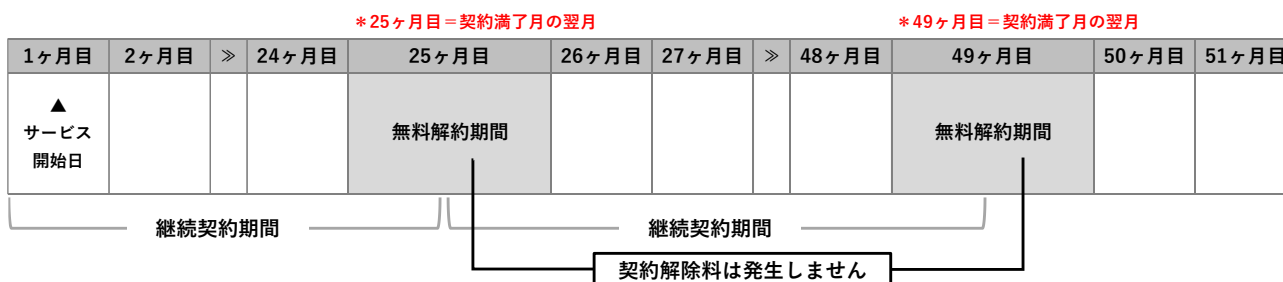 ＊25ヶ月目＝契約満了月の翌月 ＊49ヶ月目＝契約満了月の翌月
1ヶ月目 2ヶ月目 ≫ 24ヶ月目 25ヶ月目 26ヶ月目 27ヶ月目 ≫ 48ヶ月目 49ヶ月目 50ヶ月目 51ヶ月目
▲
サービス
開始日
無料解約期間 無料解約期間
継続契約期間 継続契約期間
契約解除料は発生しません